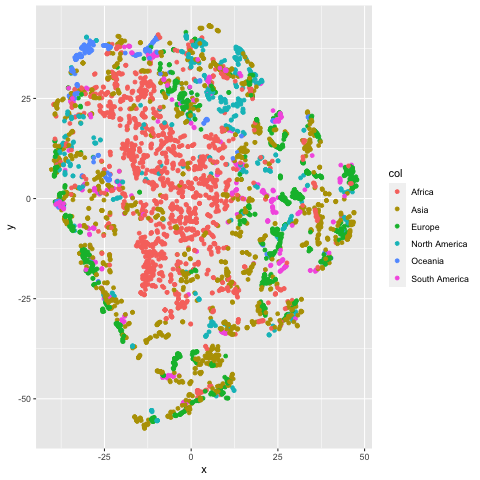 25
0
-25
-50
y
-25
0
25
50
x
col
Africa
Asia
Europe
North America
Oceania
South America